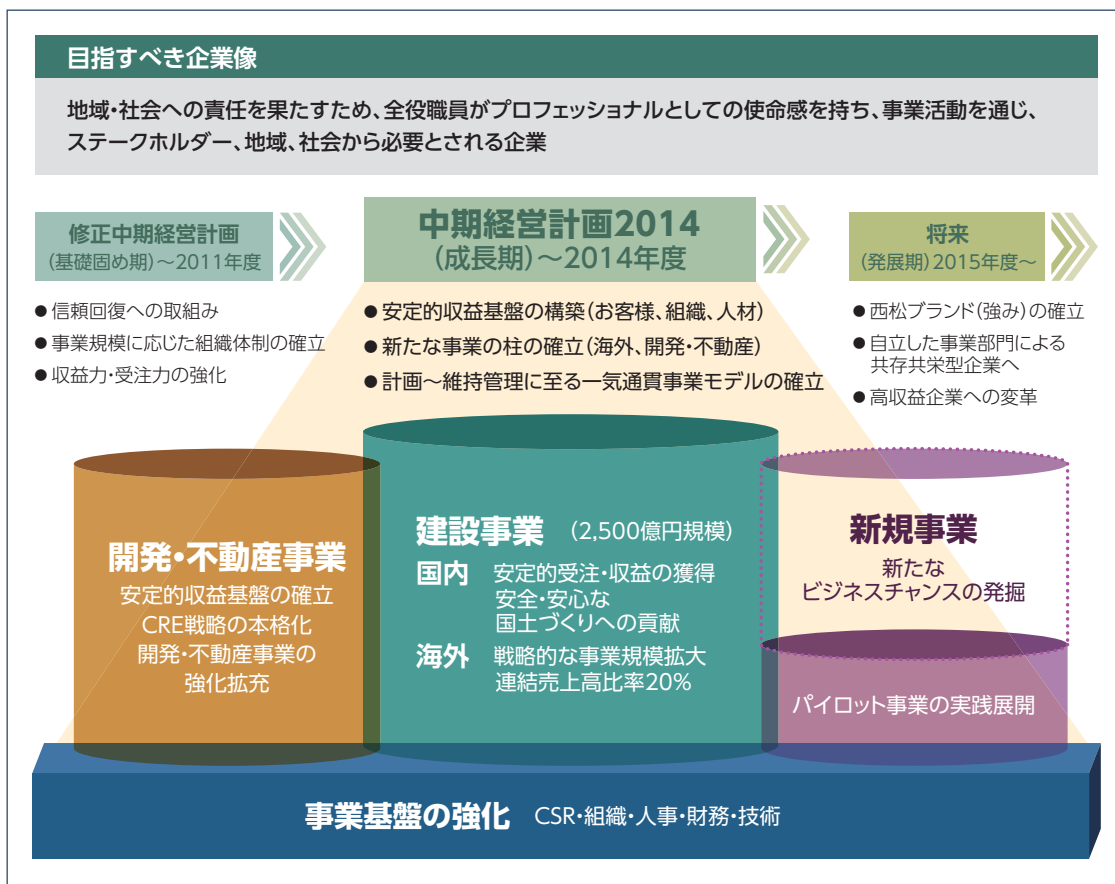 目指すべき企業像
地域・社会への責任を果たすため、全役職員がプロフェッショナルとしての使命感を持ち、事業活動を通じ、
ステークホルダー、地域、社会から必要とされる企業
修正中期経営計画
(基礎固め期)～2011年度
● 信頼回復への取組み
● 事業規模に応じた組織体制の確立
● 収益力・受注力の強化
中期経営計画2014
(成長期)～2014年度
● 安定的収益基盤の構築(お客様、組織、人材)
● 新たな事業の柱の確立(海外、開発・不動産)
● 計画～維持管理に至る一気通貫事業モデルの確立
将来
(発展期)2015年度～
● 西松ブランド(強み)の確立
● 自立した事業部門による
共存共栄型企業へ
● 高収益企業への変革
開発・不動産事業
安定的収益基盤の確立
CRE戦略の本格化
開発・不動産事業の
強化拡充
建設事業 (2,500億円規模)
国内 安定的受注・収益の獲得
安全・安心な
国土づくりへの貢献
海外 戦略的な事業規模拡大
連結売上高比率20%
新規事業
新たな
ビジネスチャンスの発掘
パイロット事業の実践展開
事業基盤の強化 CSR・組織・人事・財務・技術